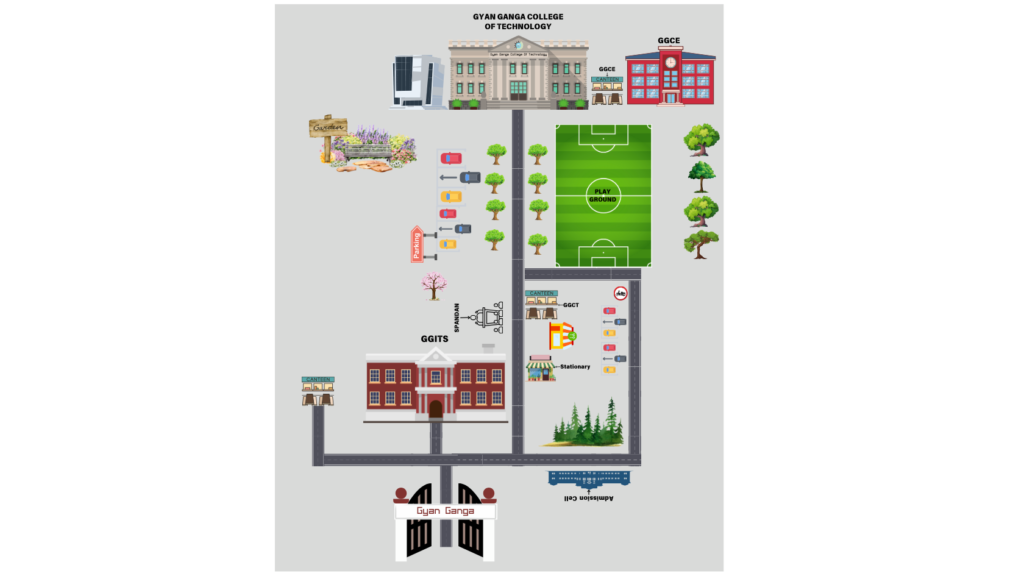 GYAN GANGA COLLEGE
OF TECHNOLOGY
Gyan Ganga College Of Technology
GGCE
GGCE
CANTEEN
Garden
PLAY
GROUND
Parking
CANTEEN
GGCT
SPANDAN
GGITS
Stationary
CANTEEN
Admission Cell
Gyan Ganga